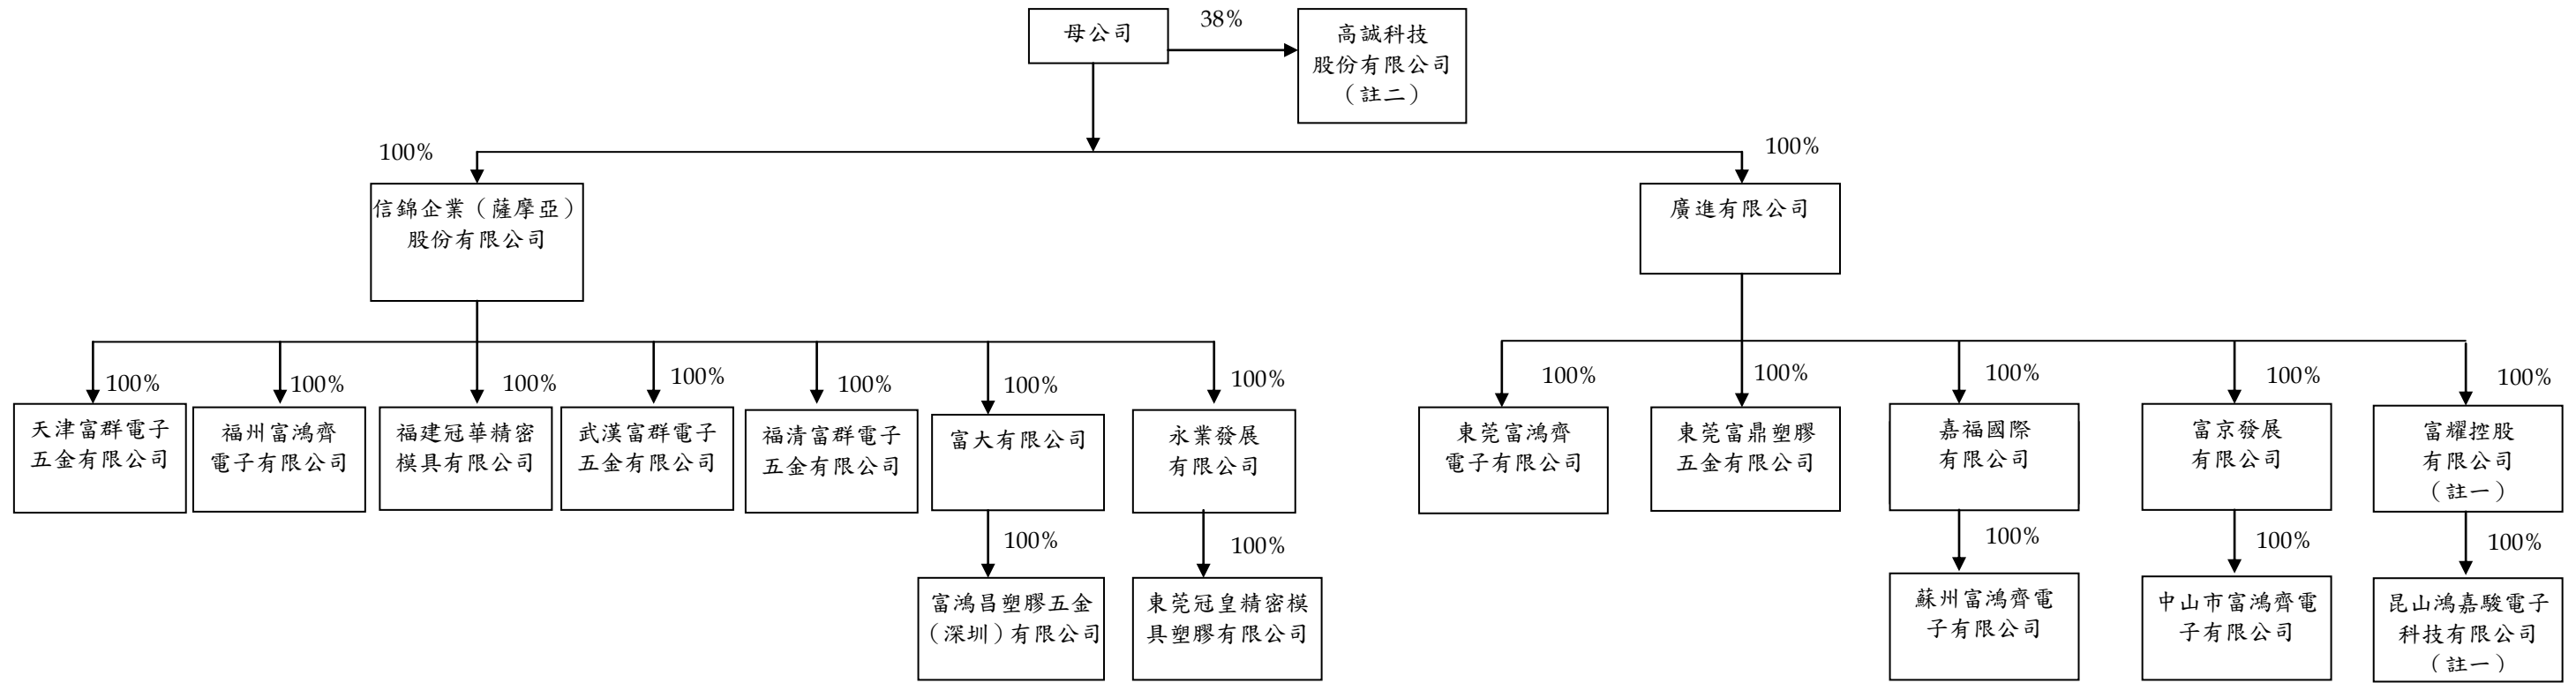 母公司
38%
高誠科技
股份有限公司
（註二）
100%
100%
信錦企業（薩摩亞）
股份有限公司
廣進有限公司
100%
100%
100%
100%
100%
100%
100%
100%
100%
100%
100%
100%
天津富群電子
五金有限公司
福州富鴻齊
電子有限公司
福建冠華精密
模具有限公司
武漢富群電子
五金有限公司
福清富群電子
五金有限公司
富大有限公司
永業發展
有限公司
東莞富鴻齊
電子有限公司
東莞富鼎塑膠
五金有限公司
嘉福國際
有限公司
富京發展
有限公司
富耀控股
有限公司
（註一）
100%
100%
100%
100%
100%
富鴻昌塑膠五金
（深圳）有限公司
東莞冠皇精密模
具塑膠有限公司
蘇州富鴻齊電
子有限公司
中山市富鴻齊電
子有限公司
昆山鴻嘉駿電子
科技有限公司
（註一）